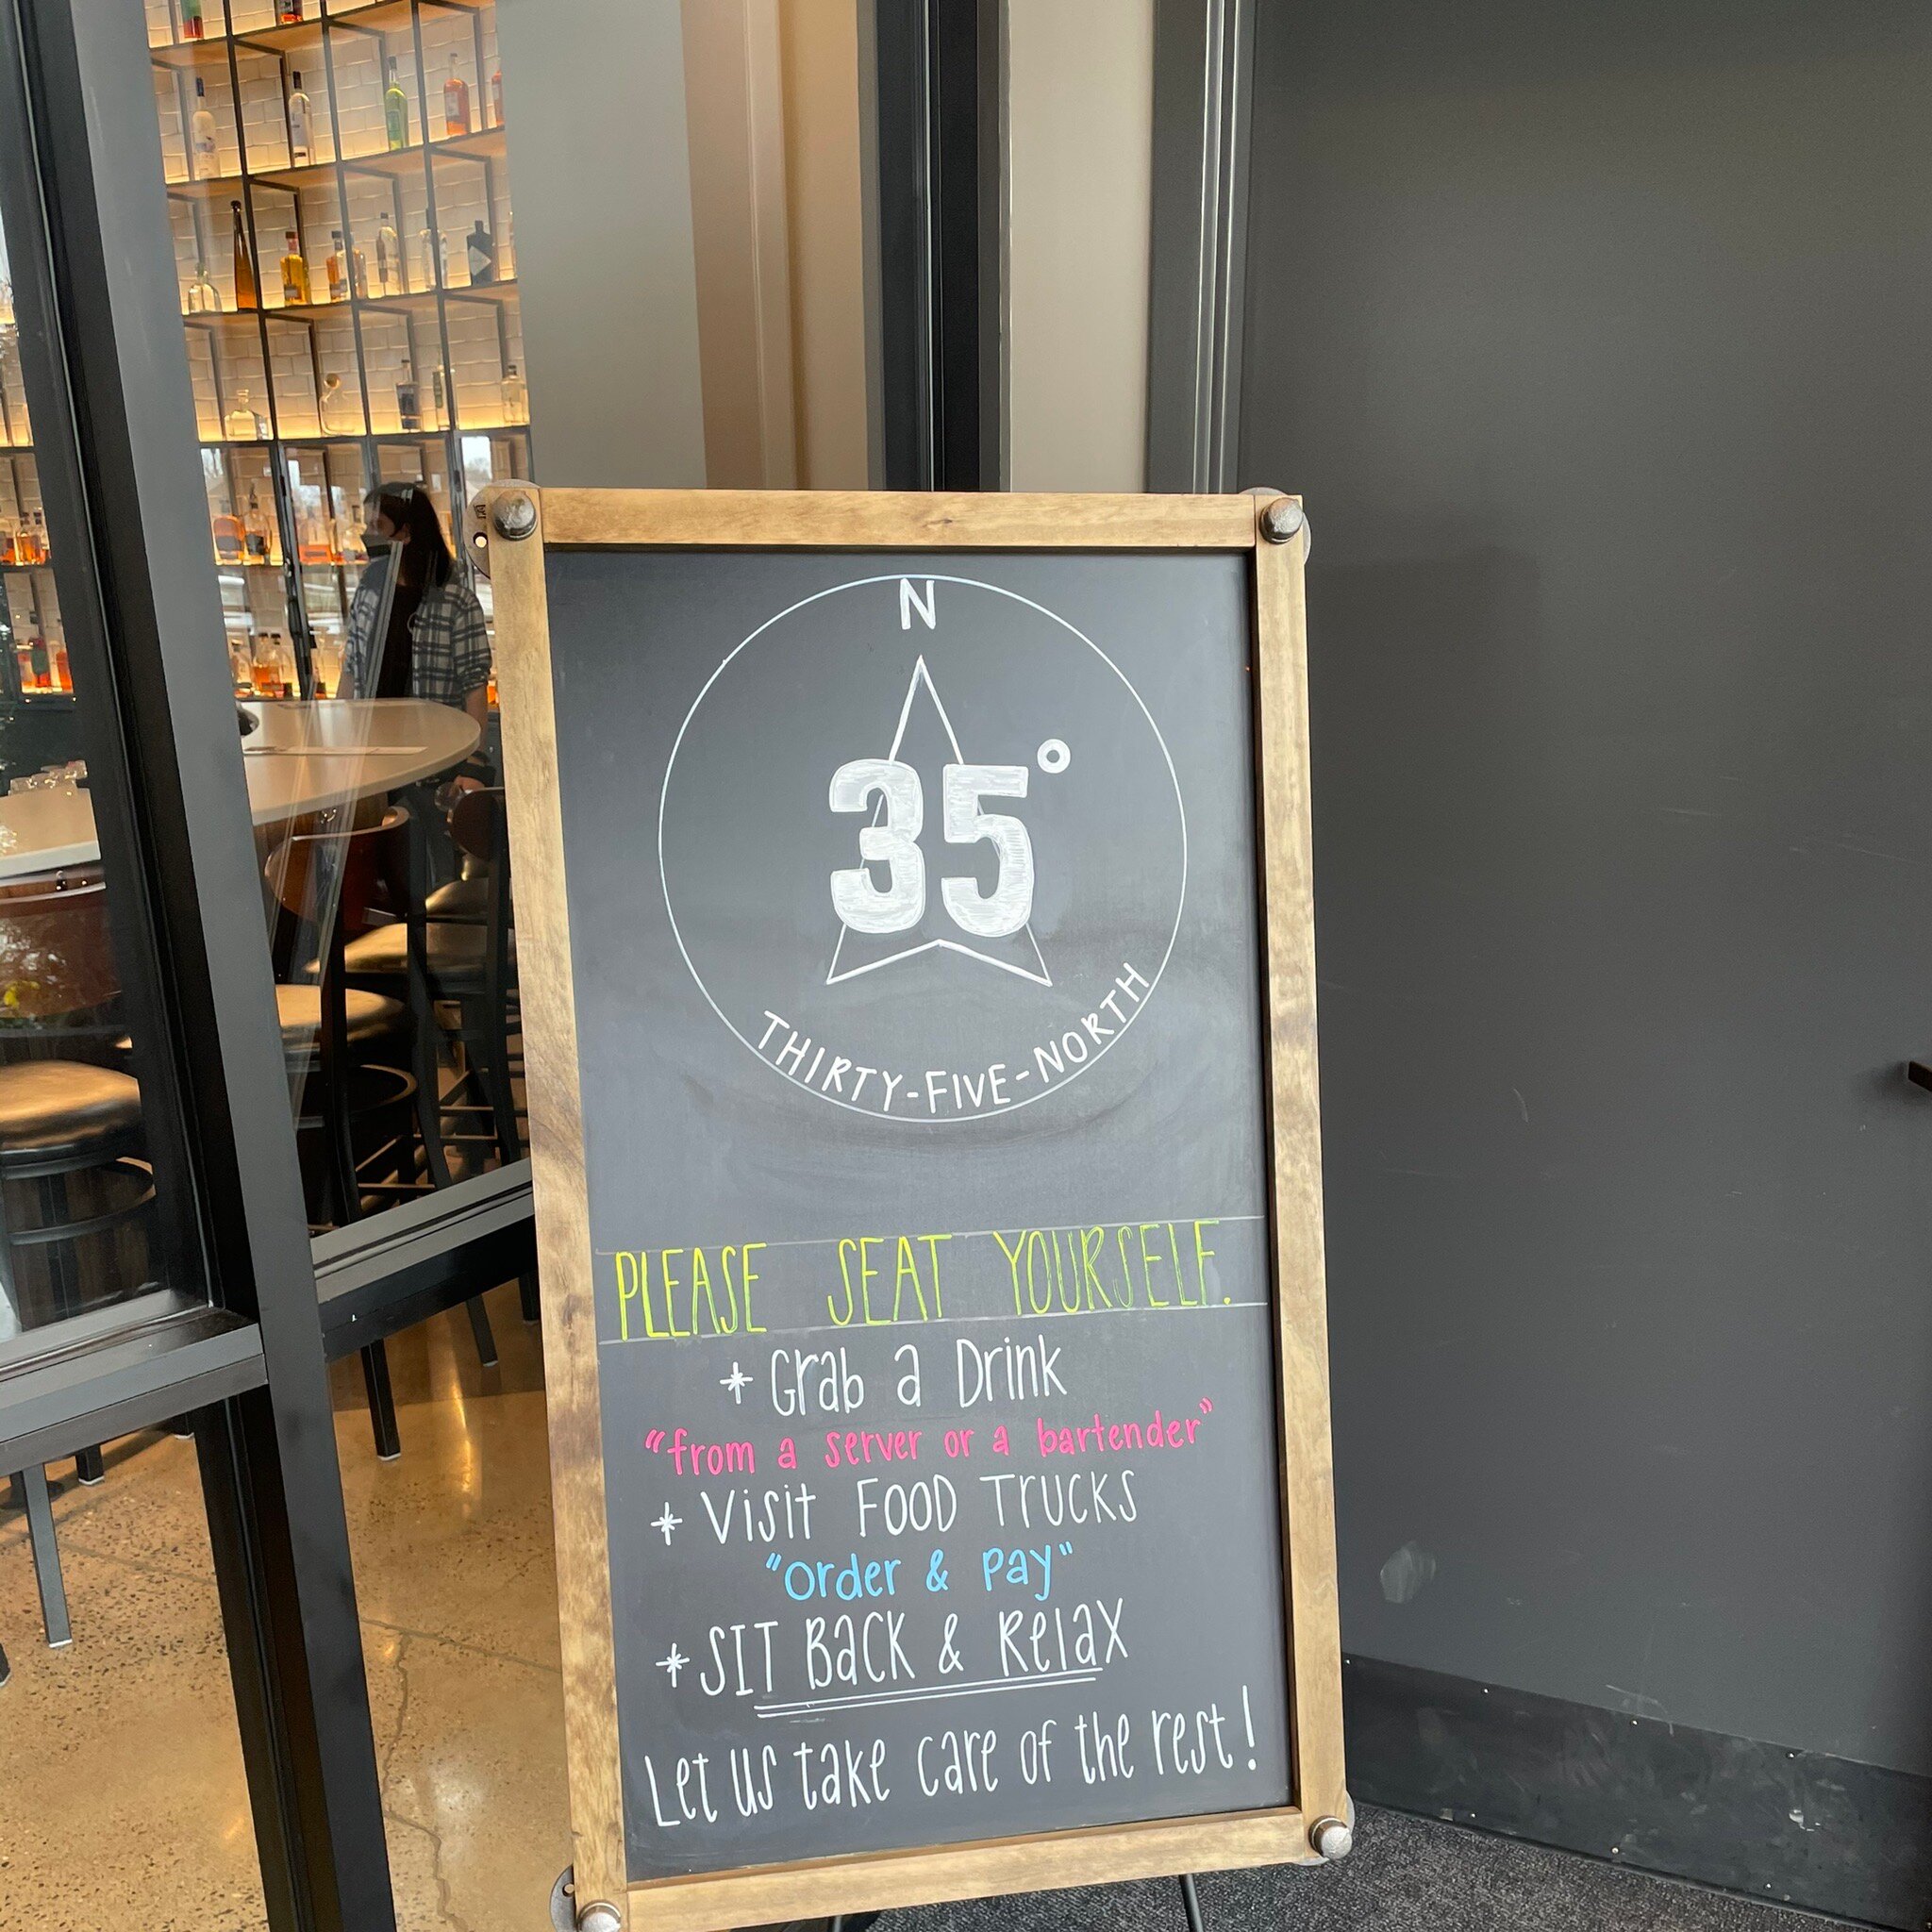 N
35°
THIRTY-FIVE-NORTH
PLEASE SEAT YOURSELF.
* Grab a Drink
"from a server or a bartender"
* Visit FOOD TrUCKS
"Order & Pay"
* SIT BacK & Relax
Let us take care of the rest!